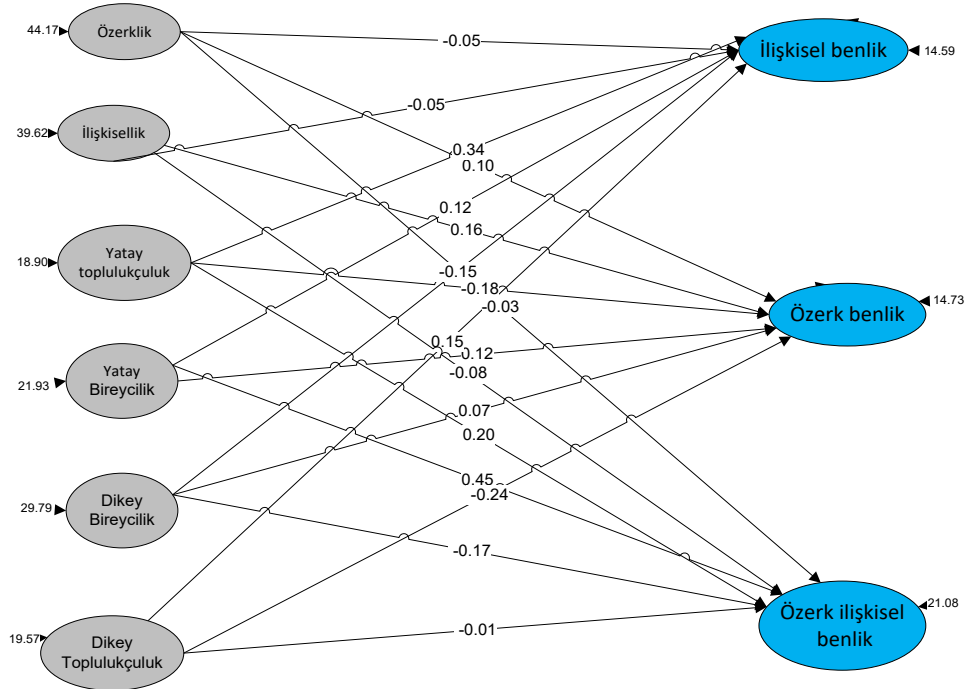 44.17
Özerklik
-0.05
İlişkisel benlik
14.59
39.62
İlişkisellik
-0.05
0.34
0.10
0.12
0.16
18.90
Yatay
toplulukçuluk
-0.15
-0.18
-0.03
Özerk benlik
14.73
21.93
Yatay
Bireycilik
0.15
0.12
-0.08
0.07
0.20
29.79
Dikey
Bireycilik
0.45
-0.24
-0.17
19.57
Dikey
Toplulukçuluk
-0.01
Özerk ilişkisel
benlik
21.08